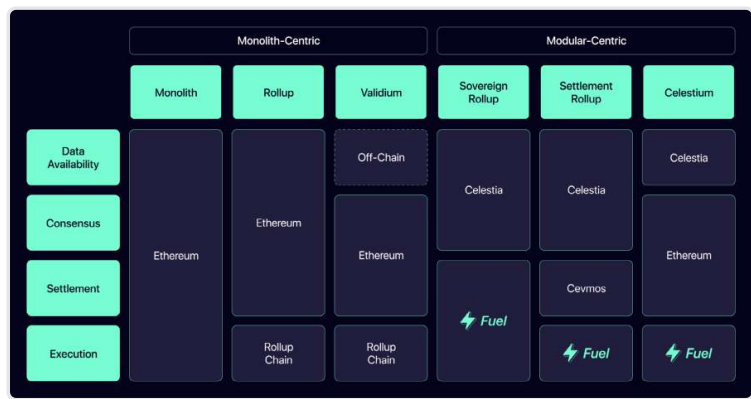 Monolith-Centric
Modular-Centric
Monolith
Rollup
Validium
Sovereign
Rollup
Settlement
Rollup
Celestium
Data
Availability
Off-Chain
Celestia
Celestia
Celestia
Consensus
Ethereum
Ethereum
Ethereum
Ethereum
Settlement
Cevmos
Fuel
Execution
Rollup
Chain
Rollup
Chain
Fuel
Fuel